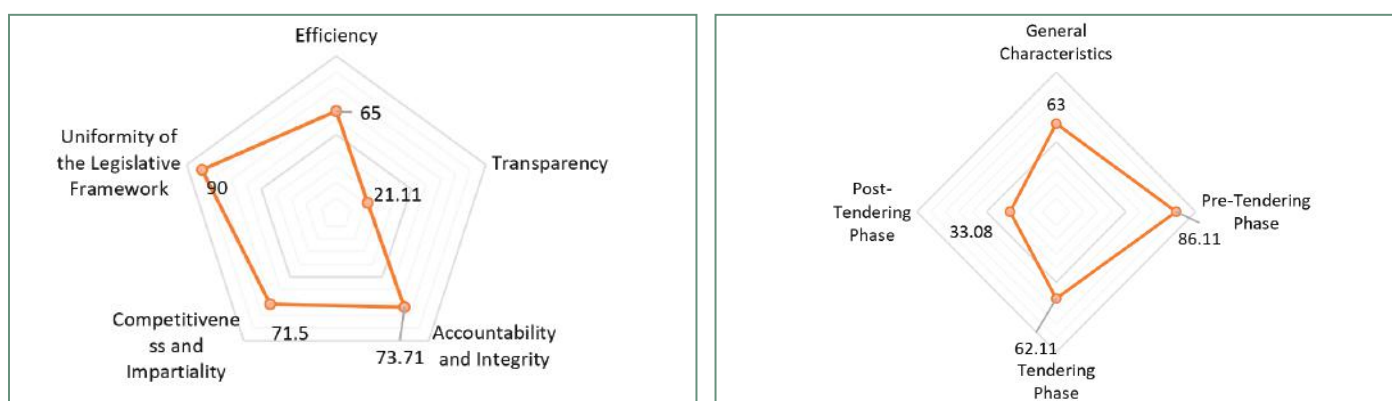 Efficiency
65
Uniformity of
the Legislative
Framework
90
21.11
Transparency
Competitivene
ss and
Impartiality
71.5
73.71
Accountability
and Integrity
General
Characteristics
63
Post-
Tendering
Phase
33.08
Pre-Tendering
Phase
86.11
62.11
Tendering
Phase